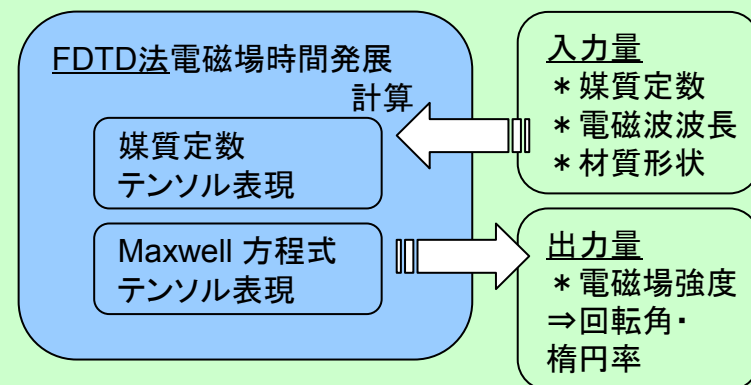 FDTD法電磁場時間発展
計算
媒質定数
テンソル表現
Maxwell 方程式
テンソル表現
入力量
＊媒質定数
＊電磁波波長
＊材質形状
出力量
＊電磁場強度
⇒回転角・
楕円率